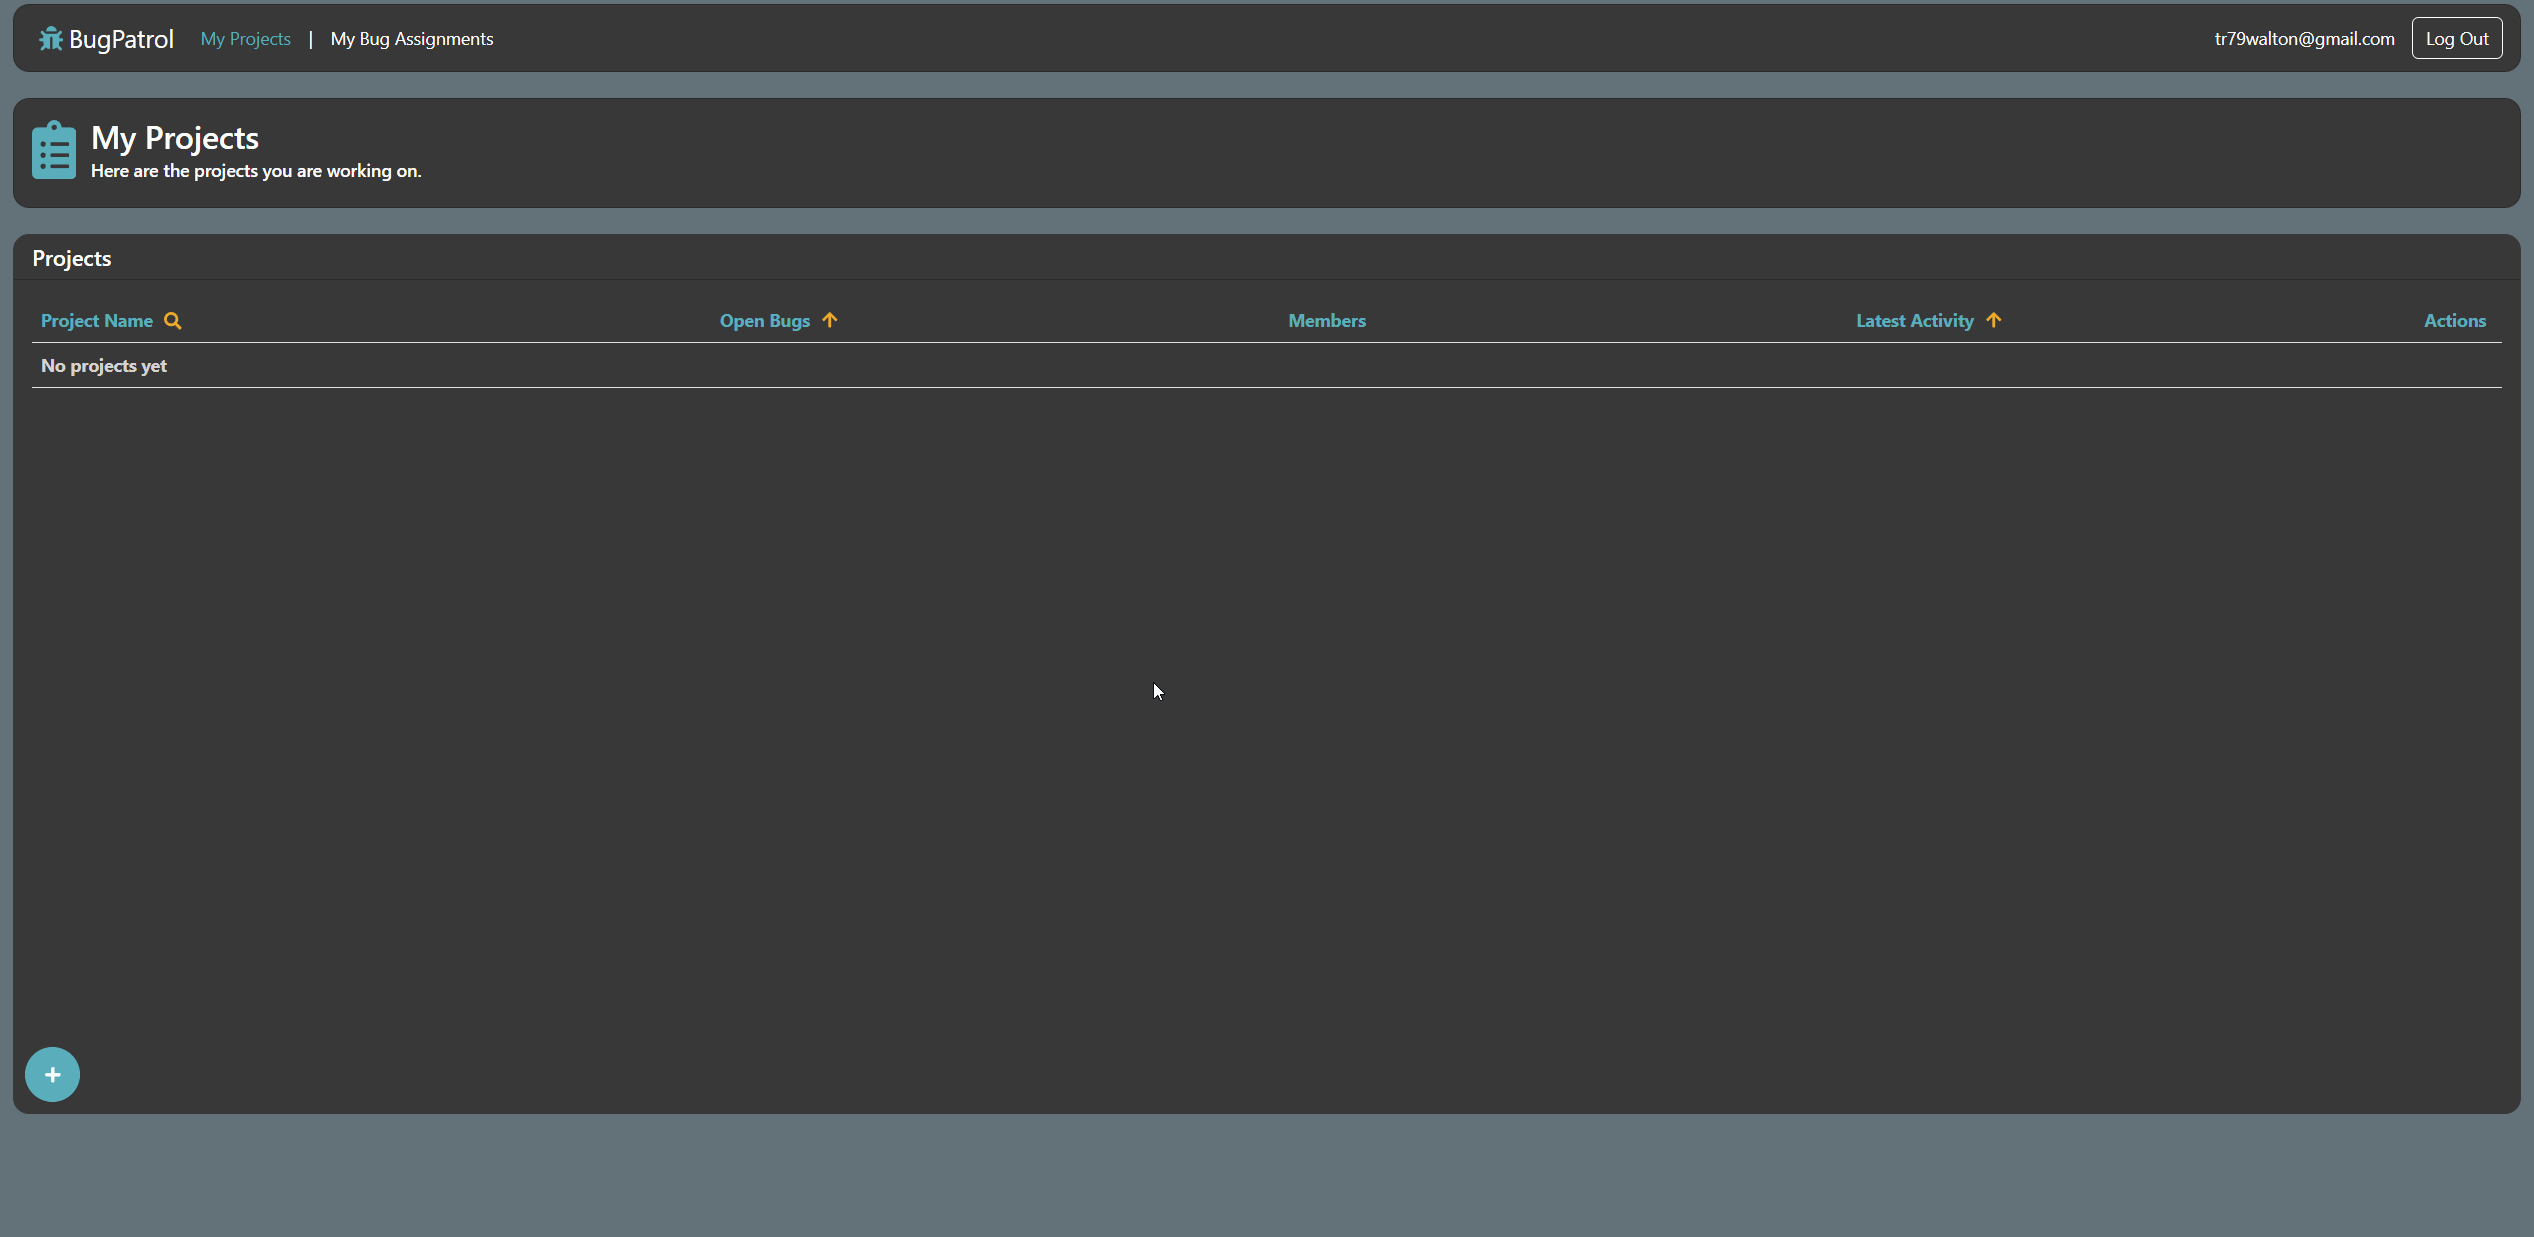 BugPatrol My Projects | My Bug Assignments tr79walton@gmail.com Log Out
My Projects
Here are the projects you are working on.
Projects
Project Name Open Bugs Members Latest Activity Actions
No projects yet
+